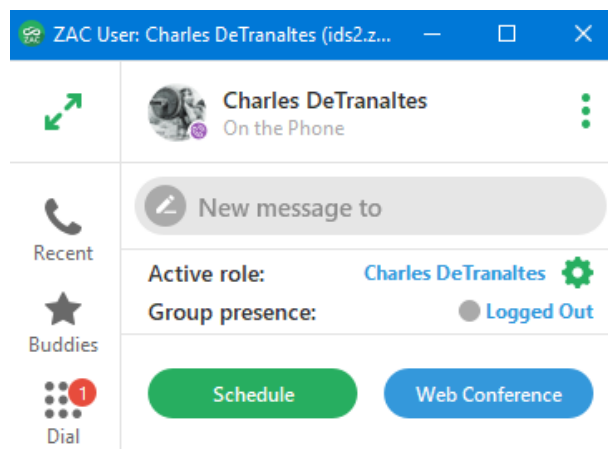 ZAC User: Charles DeTranaltes (ids2.z...
Charles DeTranaltes
On the Phone
New message to
Recent
Active role: Charles DeTranaltes
Group presence: Logged Out
Buddies
1
Dial
Schedule
Web Conference